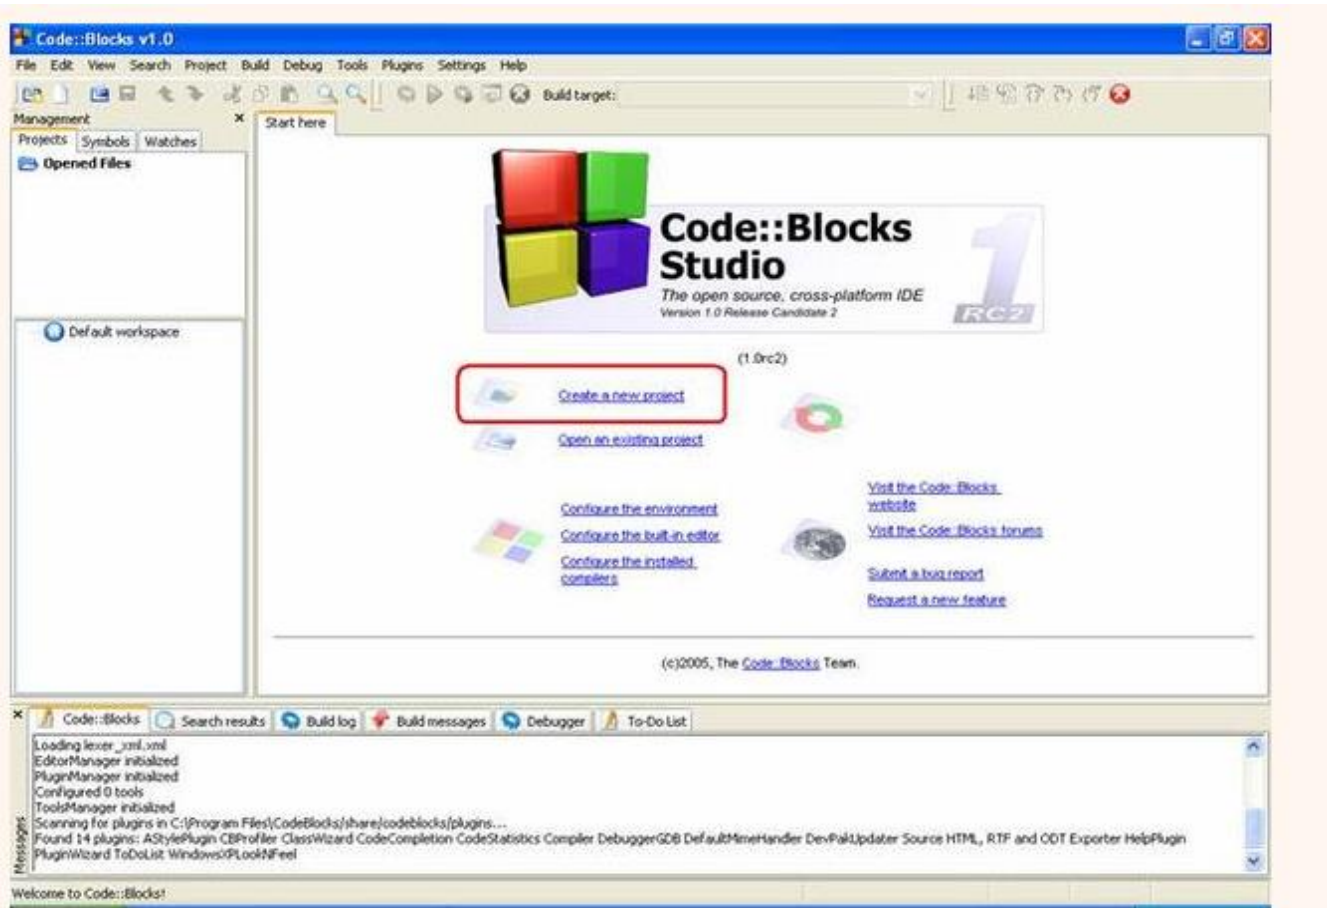 Code::Blocks v1.0
File Edit View Search Project Build Debug Tools Plugins Settings Help
Build target:
Management
Start here
Projects Symbols Watches
Opened Files
Code::Blocks
Studio
The open source, cross-platform IDE
Version 1.0 Release Candidate 2
1
RC2
Default workspace
(1.0rc2)
Create a new project
Open an existing project
Configure the environment
Configure the built-in editor
Configure the installed
compilers
Visit the Code::Blocks
website
Visit the Code::Blocks forums
Submit a bug report
Request a new feature
(c)2005, The Code::Blocks Team.
Code::Blocks Search results Build log Build messages Debugger To-Do List
Messages
Loading lexer_xml.xml
EditorManager initialized
PluginManager initialized
Configured 0 tools
ToolsManager initialized
Scanning for plugins in C:\Program Files\CodeBlocks/share/codeblocks/plugins...
Found 14 plugins: AStylePlugin CBProfiler ClassWizard CodeCompletion CodeStatistics Compiler DebuggerGDB DefaultMimeHandler DevPakUpdater Source HTML, RTF and ODT Exporter HelpPlugin
PluginWizard ToDoList WindowsXPLookNFeel
Welcome to Code::Blocks!